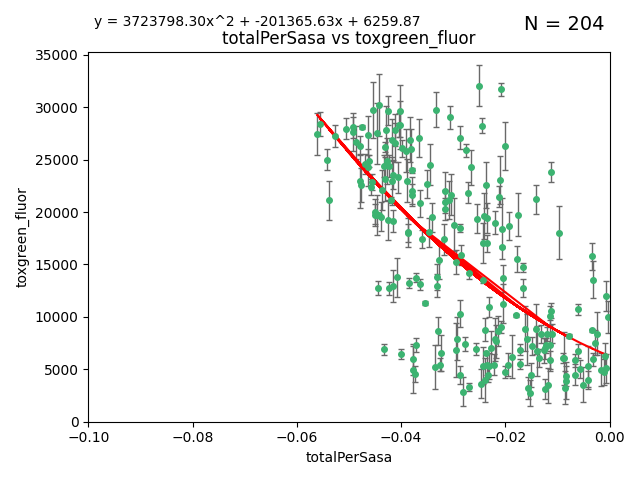 y = 3723798.30x^2 + -201365.63x + 6259.87
N = 204
totalPerSasa vs toxgreen_fluor
35000
30000
25000
20000
15000
10000
5000
0
toxgreen_fluor
−0.10
−0.08
−0.06
−0.04
−0.02
0.00
totalPerSasa